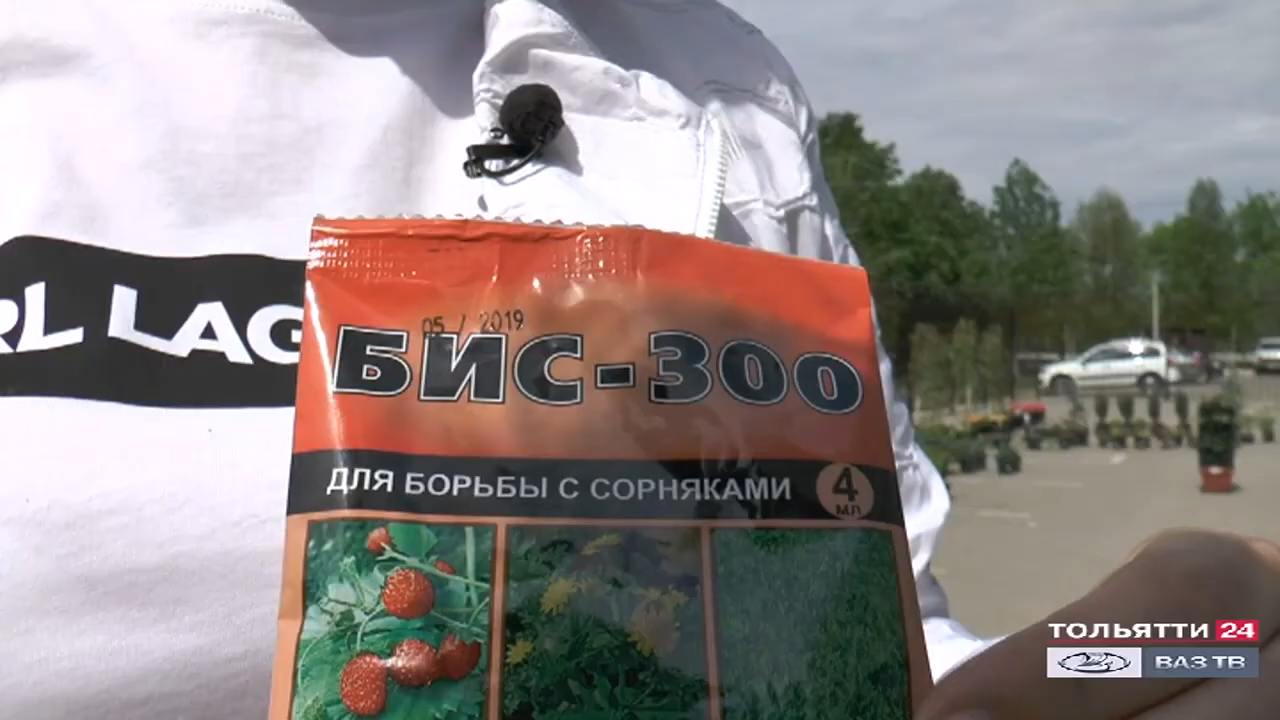 RL LAG
05 / 2019
БИС-300
ДЛЯ БОРЬБЫ С СОРНЯКАМИ
4
МЛ
ТОЛЬЯТТИ 24
ВАЗ ТВ